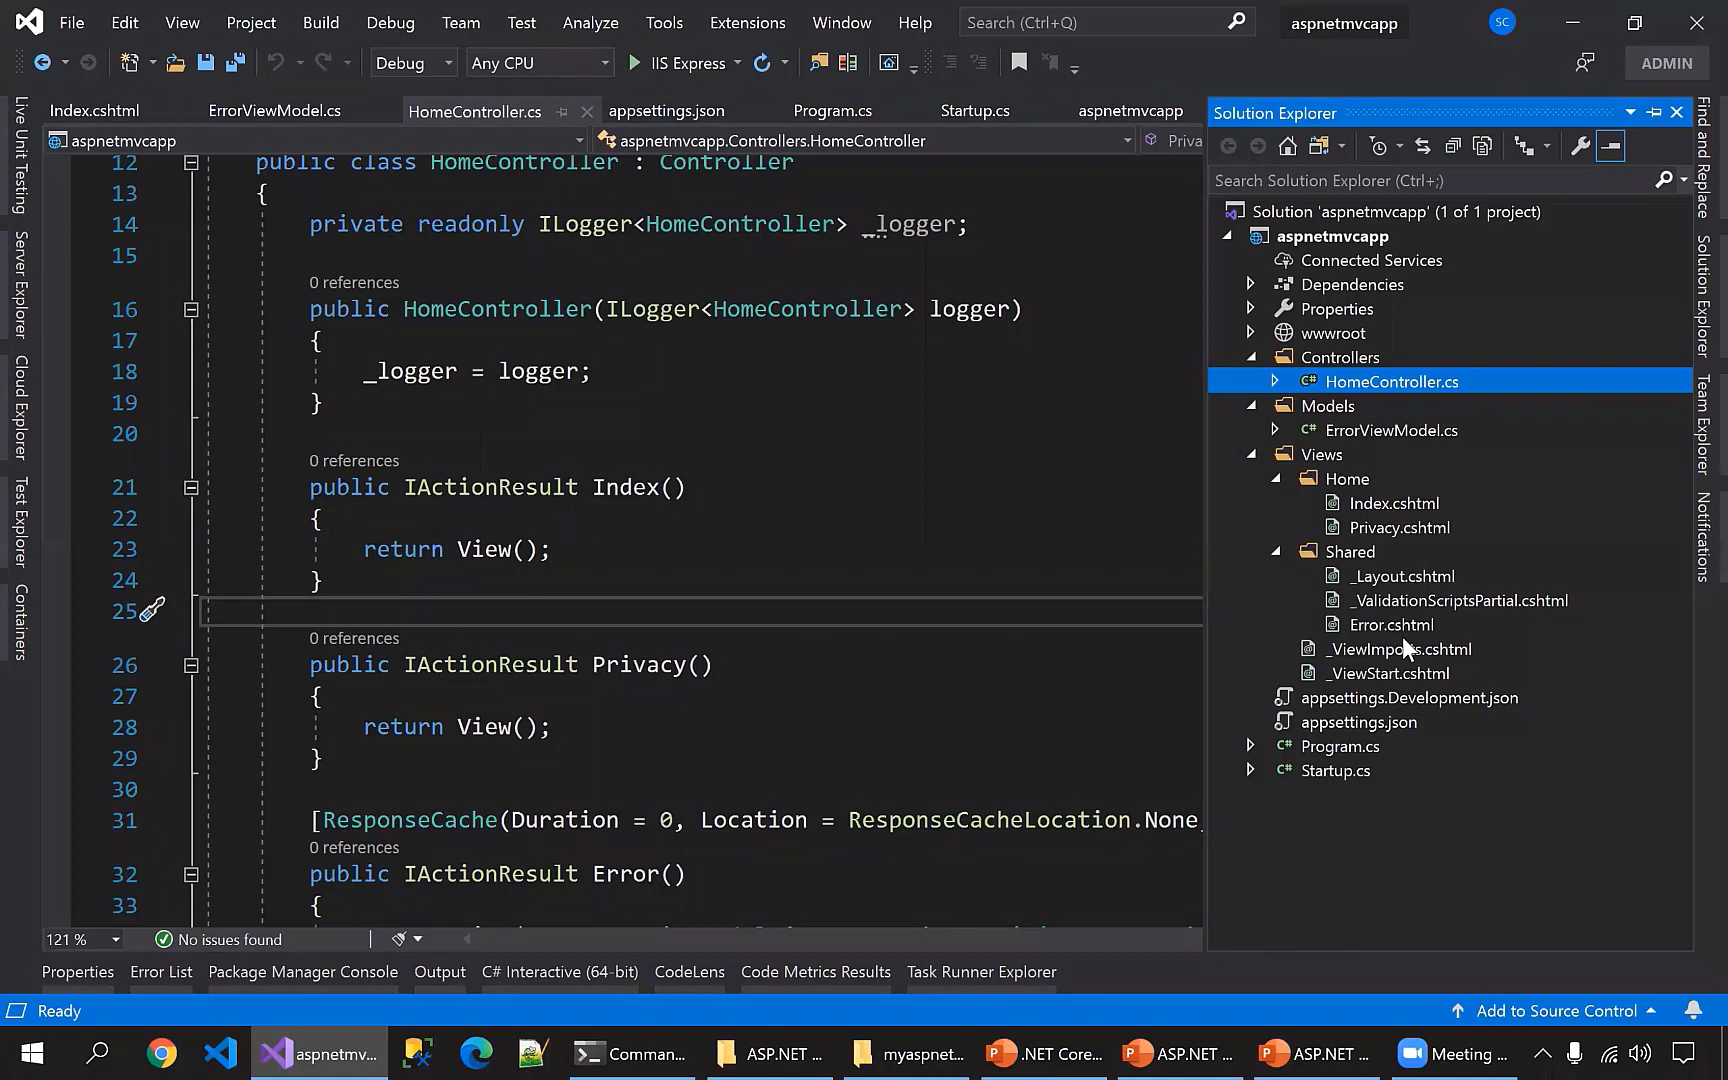 File Edit View Project Build Debug Team Test Analyze Tools Extensions Window Help Search (Ctrl+Q) aspnetmvcapp SC
Debug Any CPU IIS Express ADMIN
Index.cshtml ErrorViewModel.cs HomeController.cs appsettings.json Program.cs Startup.cs aspnetmvcapp
aspnetmvcapp aspnetmvcapp.Controllers.HomeController Priva
Live Unit Testing
Server Explorer
Cloud Explorer
Test Explorer
Containers
12 public class HomeController : Controller
13 {
14 private readonly ILogger<HomeController> _logger;
15
0 references
16 public HomeController(ILogger<HomeController> logger)
17 {
18 _logger = logger;
19 }
20
0 references
21 public IActionResult Index()
22 {
23 return View();
24 }
25
0 references
26 public IActionResult Privacy()
27 {
28 return View();
29 }
30
31 [ResponseCache(Duration = 0, Location = ResponseCacheLocation.None,
0 references
32 public IActionResult Error()
33 {
121 % No issues found
Solution Explorer
Search Solution Explorer (Ctrl+;)
Solution 'aspnetmvcapp' (1 of 1 project)
aspnetmvcapp
Connected Services
Dependencies
Properties
wwwroot
Controllers
HomeController.cs
Models
ErrorViewModel.cs
Views
Home
Index.cshtml
Privacy.cshtml
Shared
_Layout.cshtml
_ValidationScriptsPartial.cshtml
Error.cshtml
_ViewImports.cshtml
_ViewStart.cshtml
appsettings.Development.json
appsettings.json
Program.cs
Startup.cs
Find and Replace
Solution Explorer
Team Explorer
Notifications
Properties Error List Package Manager Console Output C# Interactive (64-bit) CodeLens Code Metrics Results Task Runner Explorer
Ready Add to Source Control
aspnetmv... Comman... ASP.NET ... myaspnet... .NET Core... ASP.NET ... ASP.NET ... Meeting ...